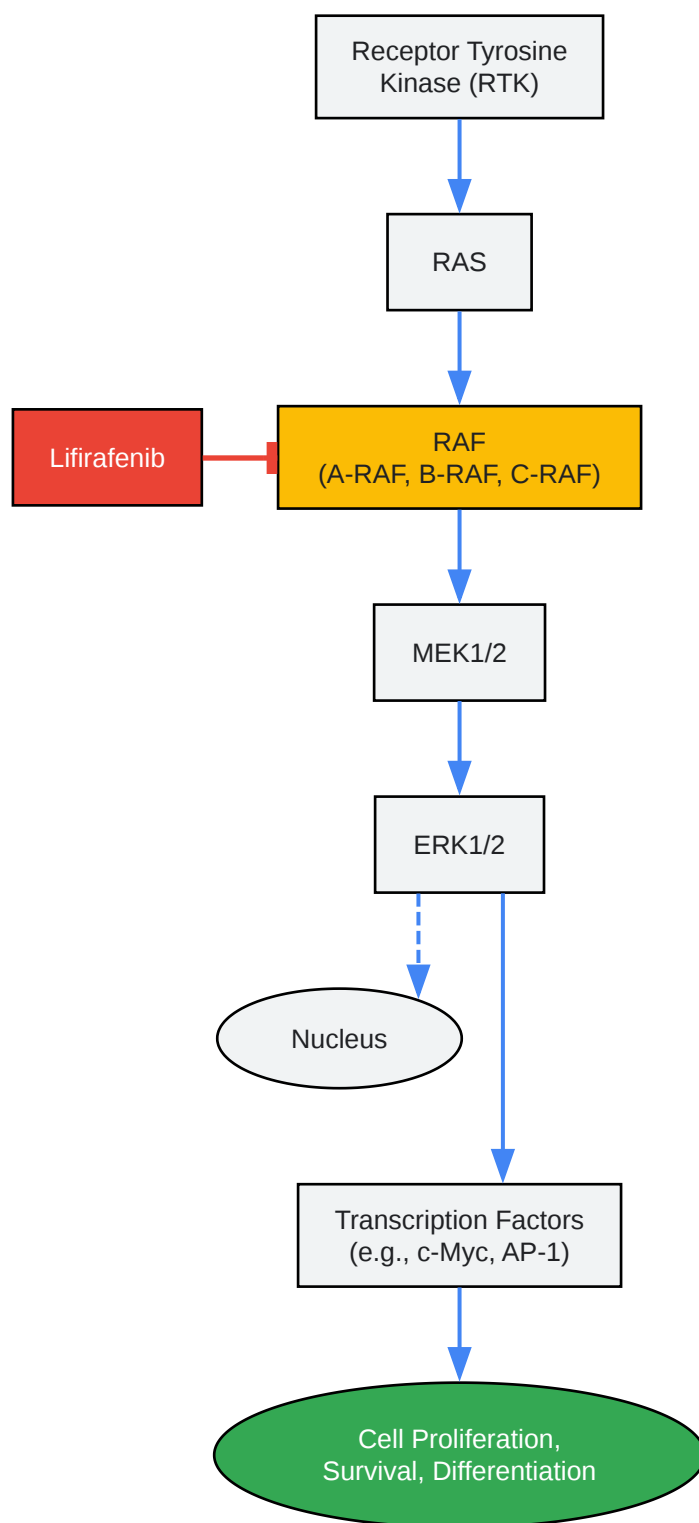 Receptor Tyrosine
Kinase (RTK)
RAS
Lifirafenib
RAF
(A-RAF, B-RAF, C-RAF)
MEK1/2
ERK1/2
Nucleus
Transcription Factors
(e.g., c-Myc, AP-1)
Cell Proliferation,
Survival, Differentiation